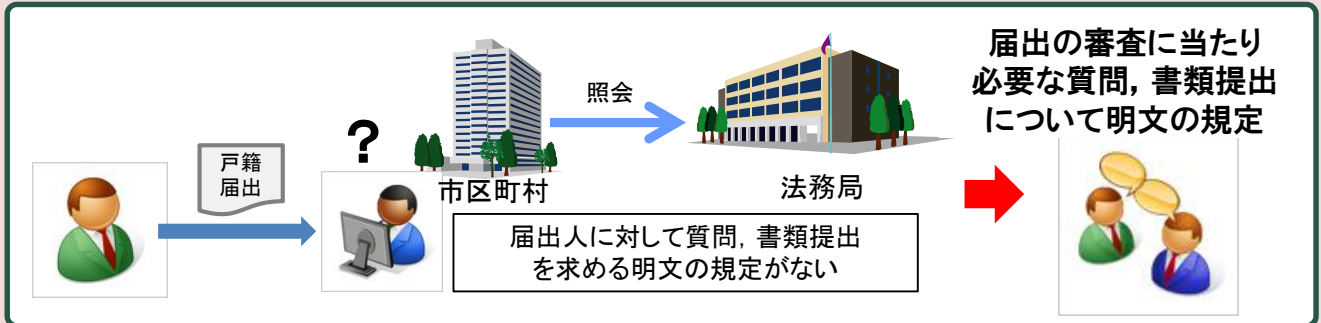 戸籍
届出
?
市区町村
照会
法務局
届出人に対して質問，書類提出
を求める明文の規定がない
届出の審査に当たり
必要な質問，書類提出
について明文の規定